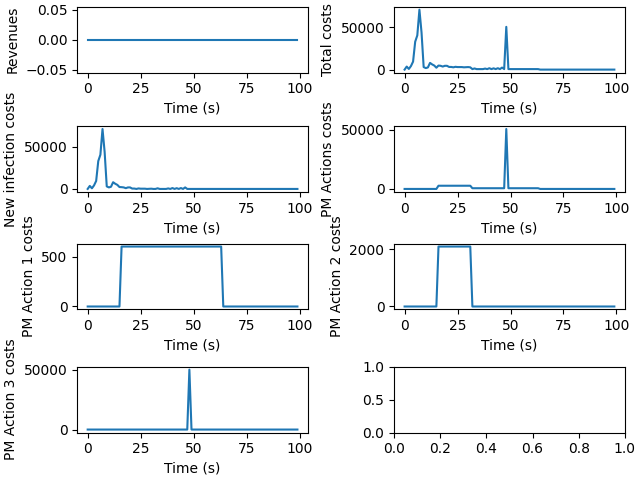 Revenues
0.05
0.00
−0.05
0 25 50 75 100
Time (s)
Total costs
50000
0
0 25 50 75 100
Time (s)
New infection costs
50000
0
0 25 50 75 100
Time (s)
PM Actions costs
50000
0
0 25 50 75 100
Time (s)
PM Action 1 costs
500
0
0 25 50 75 100
Time (s)
PM Action 2 costs
2000
0
0 25 50 75 100
Time (s)
PM Action 3 costs
50000
0
0 25 50 75 100
Time (s)
1.0
0.5
0.0
0.0 0.2 0.4 0.6 0.8 1.0